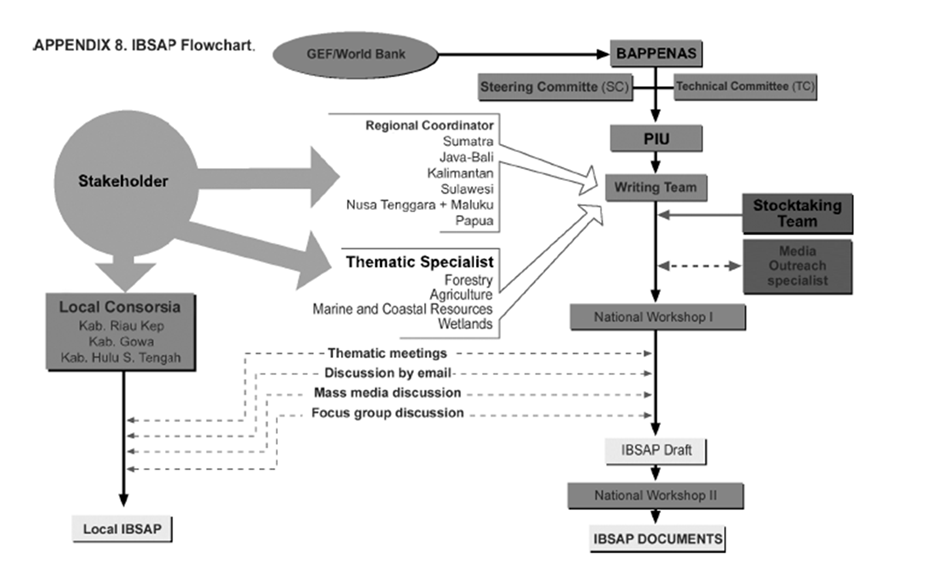 APPENDIX 8. IBSAP Flowchart.
GEF/World Bank
BAPPENAS
Steering Committe (SC)
Technical Committee (TC)
PIU
Writing Team
Stocktaking
Team
Media
Outreach
specialist
Stakeholder
Regional Coordinator
Sumatra
Java-Bali
Kalimantan
Sulawesi
Nusa Tenggara + Maluku
Papua
Thematic Specialist
Forestry
Agriculture
Marine and Coastal Resources
Wetlands
Local Consorsia
Kab. Riau Kep
Kab. Gowa
Kab. Hulu S. Tengah
National Workshop I
Thematic meetings
Discussion by email
Mass media discussion
Focus group discussion
IBSAP Draft
National Workshop II
Local IBSAP
IBSAP DOCUMENTS